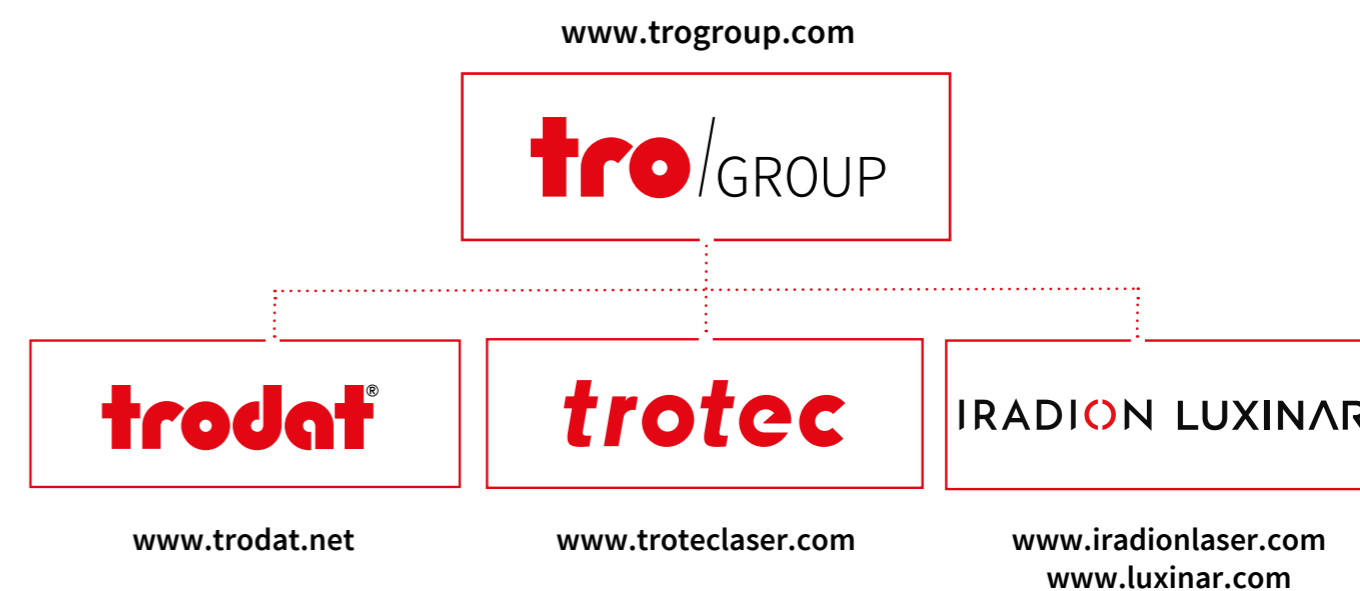 www.trogroup.com
tro/GROUP
trodat®
trotec
IRADION LUXINAR
www.trodat.net
www.troteclaser.com
www.iradionlaser.com
www.luxinar.com